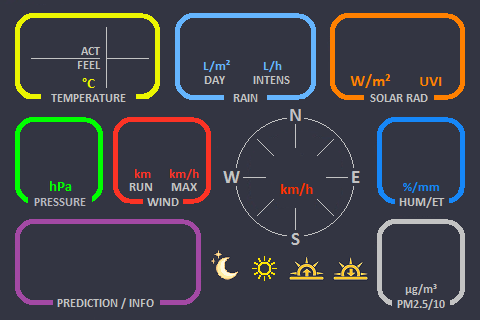 ACT
FEEL
°C
TEMPERATURE
L/m² L/h
DAY INTENS
RAIN
W/m² UVI
SOLAR RAD
hPa
PRESSURE
km km/h
RUN MAX
WIND
N
W E
km/h
S
%/mm
HUM/ET
PREDICTION / INFO
µg/m³
PM2.5/10